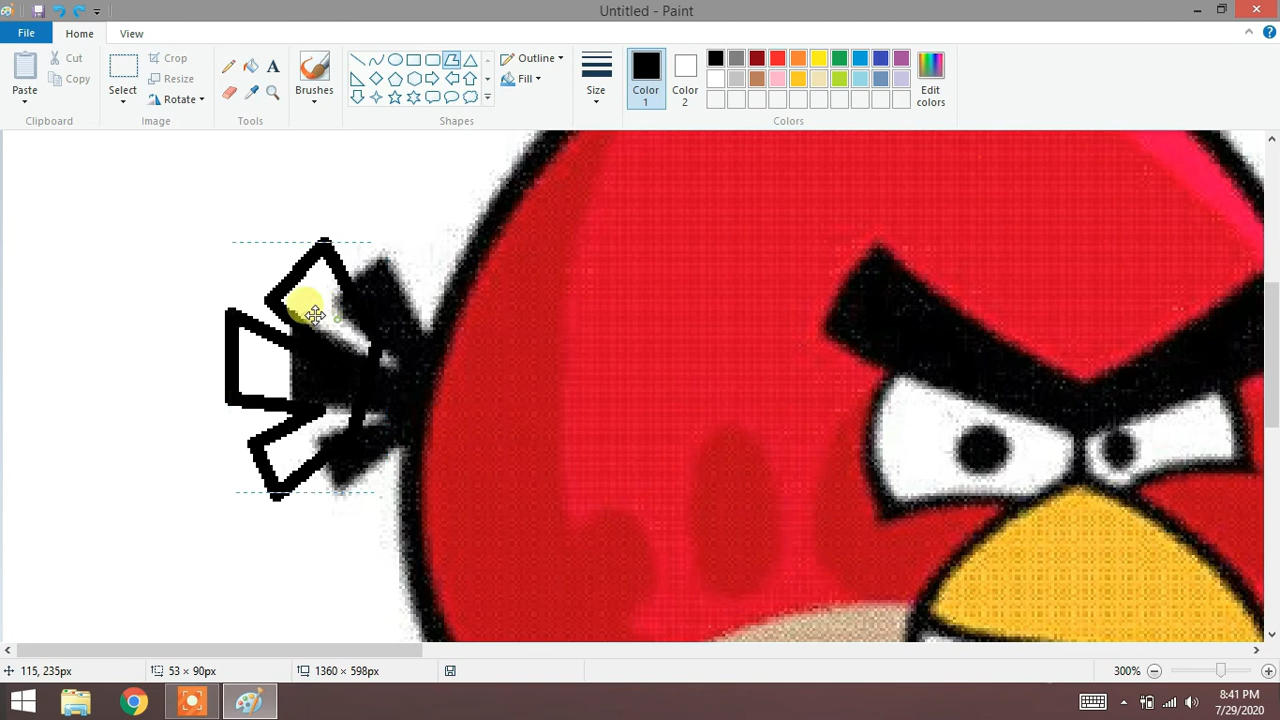 Untitled - Paint
File
Home
View
Paste
Cut
Copy
Clipboard
Select
Crop
Resize
Rotate
Image
A
Tools
Brushes
Shapes
Outline
Fill
Size
Color 1
Color 2
Edit colors
Colors
115, 235px
53 × 90px
1360 × 598px
300%
8:41 PM
7/29/2020